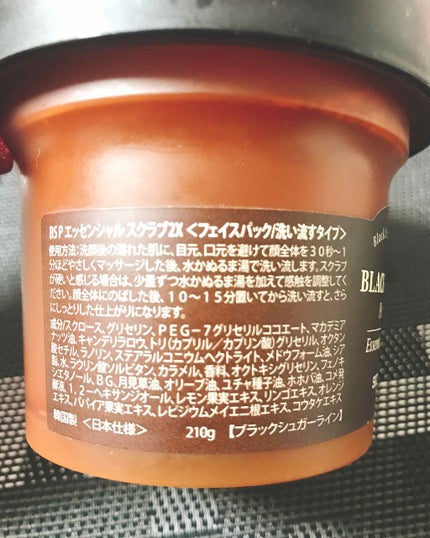 BSP エッセンシャル スクラブ2X <フェイスパック/洗い流すタイプ>
使用方法:洗顔後の濡れた肌に、目元、口元を避けて顔全体を30秒~1
分ほどやさしくマッサージした後、水かぬるま湯で洗い流します。スクラブ
が硬いと感じる場合は、少量ずつ水かぬるま湯を加えて感触を調整してく
ださい。顔全体にのばした後、10~15分置いてから洗い流すと、さら
にしっとりした仕上がりになります。
成分/スクロース、グリセリン、PEG-7グリセリルココエート、マカデミア
ナッツ油、キャンデリラロウ、トリ(カプリル/カプリン酸)グリセリル、オクタン
酸セチル、ラノリン、ステアラルコニウムヘクトライト、メドウフォーム油、シア
脂、水、ラウリン酸ソルビタン、カラメル、香料、オクトキシグリセリン、フェノキ
シエタノール、BG、月見草油、オリーブ油、ユチャ種子油、ホホバ油、コメ発
酵液、1,2-ヘキサンジオール、レモン果実エキス、リンゴエキス、オレンジ
エキス、パパイア果実エキス、レピジウムメイエニ根エキス、コウタケエキス
韓国製 <日本仕様> 210g 【ブラックシュガーライン】
Black
BLAC
Essen